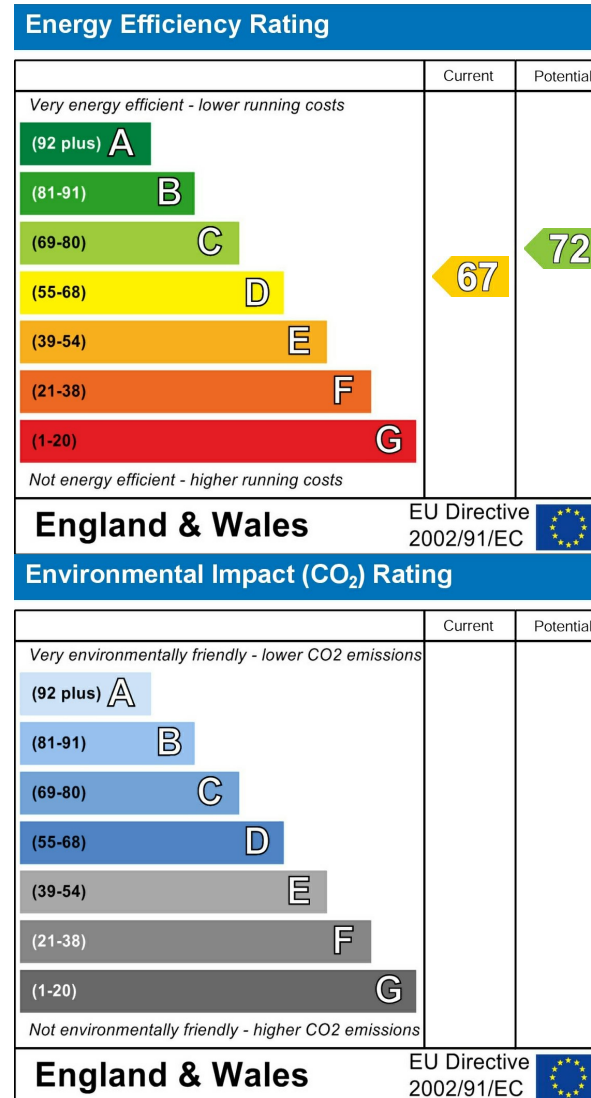 Energy Efficiency Rating
Current Potential
Very energy efficient - lower running costs
(92 plus) A
(81-91) B
(69-80) C
(55-68) D
(39-54) E
(21-38) F
(1-20) G
67
72
Not energy efficient - higher running costs
England & Wales
EU Directive
2002/91/EC
Environmental Impact (CO₂) Rating
Current Potential
Very environmentally friendly - lower CO2 emissions
(92 plus) A
(81-91) B
(69-80) C
(55-68) D
(39-54) E
(21-38) F
(1-20) G
Not environmentally friendly - higher CO2 emissions
England & Wales
EU Directive
2002/91/EC